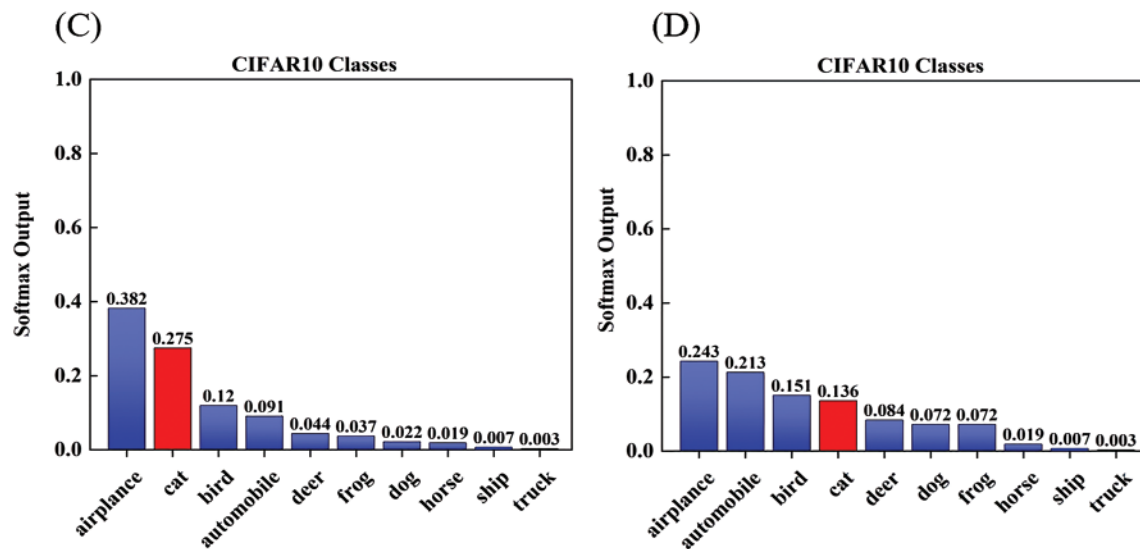 (C)
CIFAR10 Classes
Softmax Output
1.0
0.8
0.6
0.4
0.2
0.0
0.382
0.275
0.12
0.091
0.044
0.037
0.022
0.019
0.007
0.003
airplance
cat
bird
automobile
deer
frog
dog
horse
ship
truck
(D)
CIFAR10 Classes
Softmax Output
1.0
0.8
0.6
0.4
0.2
0.0
0.243
0.213
0.151
0.136
0.084
0.072
0.072
0.019
0.007
0.003
airplance
automobile
bird
cat
deer
dog
frog
horse
ship
truck